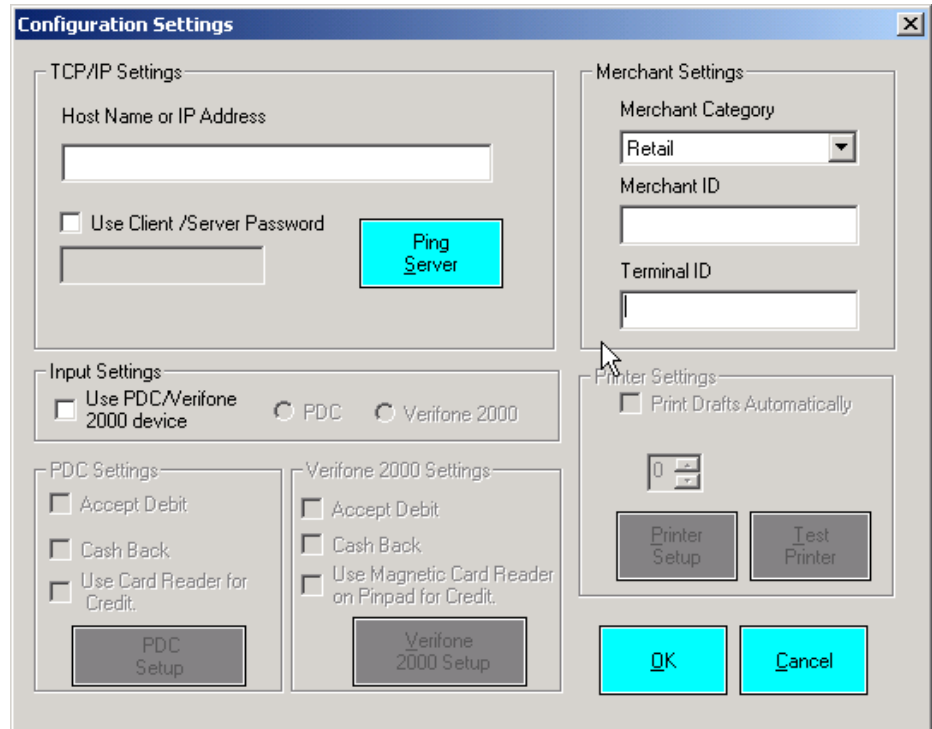 Configuration Settings
TCP/IP Settings
Host Name or IP Address
Use Client /Server Password
Ping
Server
Merchant Settings
Merchant Category
Retail
Merchant ID
Terminal ID
Input Settings
Use PDC/Verifone
2000 device
PDC
Verifone 2000
Printer Settings
Print Drafts Automatically
0
Printer
Setup
Test
Printer
PDC Settings
Accept Debit
Cash Back
Use Card Reader for
Credit.
PDC
Setup
Verifone 2000 Settings
Accept Debit
Cash Back
Use Magnetic Card Reader
on Pinpad for Credit.
Verifone
2000 Setup
OK
Cancel